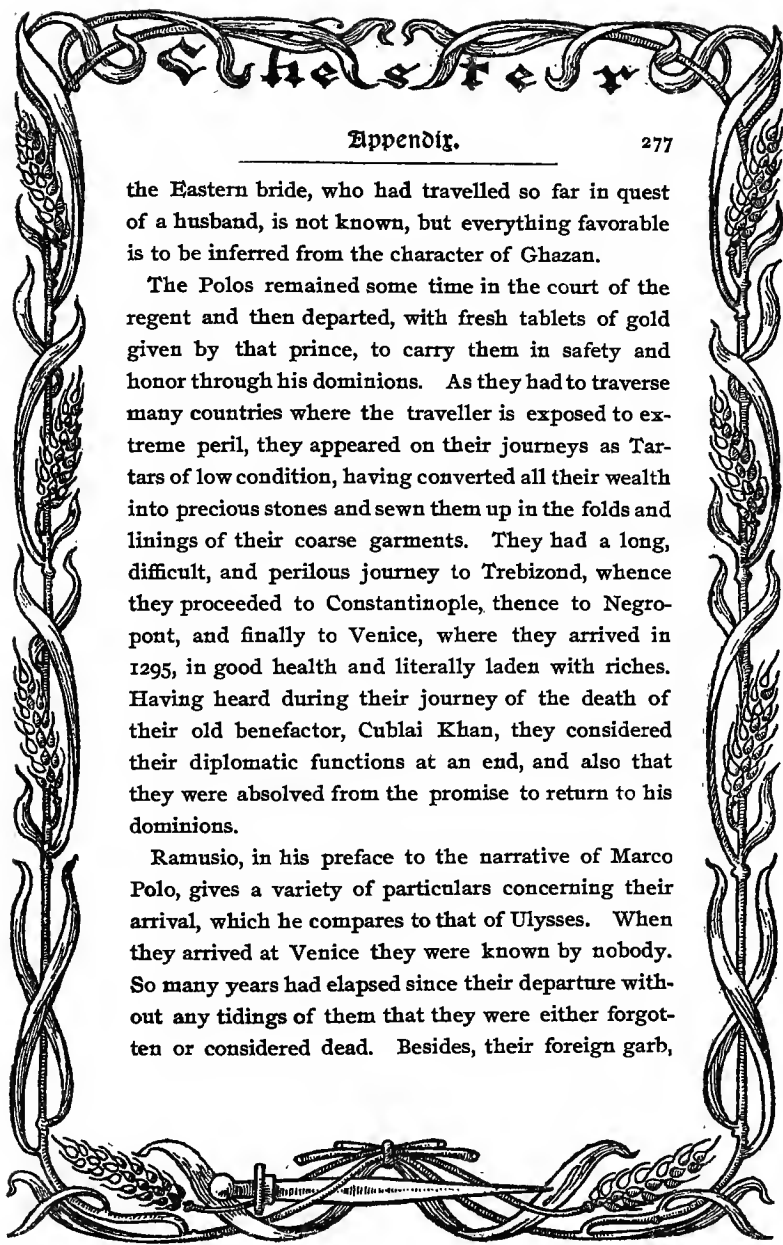 Chester
Appendix. 277
the Eastern bride, who had travelled so far in quest
of a husband, is not known, but everything favorable
is to be inferred from the character of Ghazan.
The Polos remained some time in the court of the
regent and then departed, with fresh tablets of gold
given by that prince, to carry them in safety and
honor through his dominions. As they had to traverse
many countries where the traveller is exposed to ex-
treme peril, they appeared on their journeys as Tar-
tars of low condition, having converted all their wealth
into precious stones and sewn them up in the folds and
linings of their coarse garments. They had a long,
difficult, and perilous journey to Trebizond, whence
they proceeded to Constantinople, thence to Negro-
pont, and finally to Venice, where they arrived in
1295, in good health and literally laden with riches.
Having heard during their journey of the death of
their old benefactor, Cublai Khan, they considered
their diplomatic functions at an end, and also that
they were absolved from the promise to return to his
dominions.
Ramusio, in his preface to the narrative of Marco
Polo, gives a variety of particulars concerning their
arrival, which he compares to that of Ulysses. When
they arrived at Venice they were known by nobody.
So many years had elapsed since their departure with-
out any tidings of them that they were either forgot-
ten or considered dead. Besides, their foreign garb,